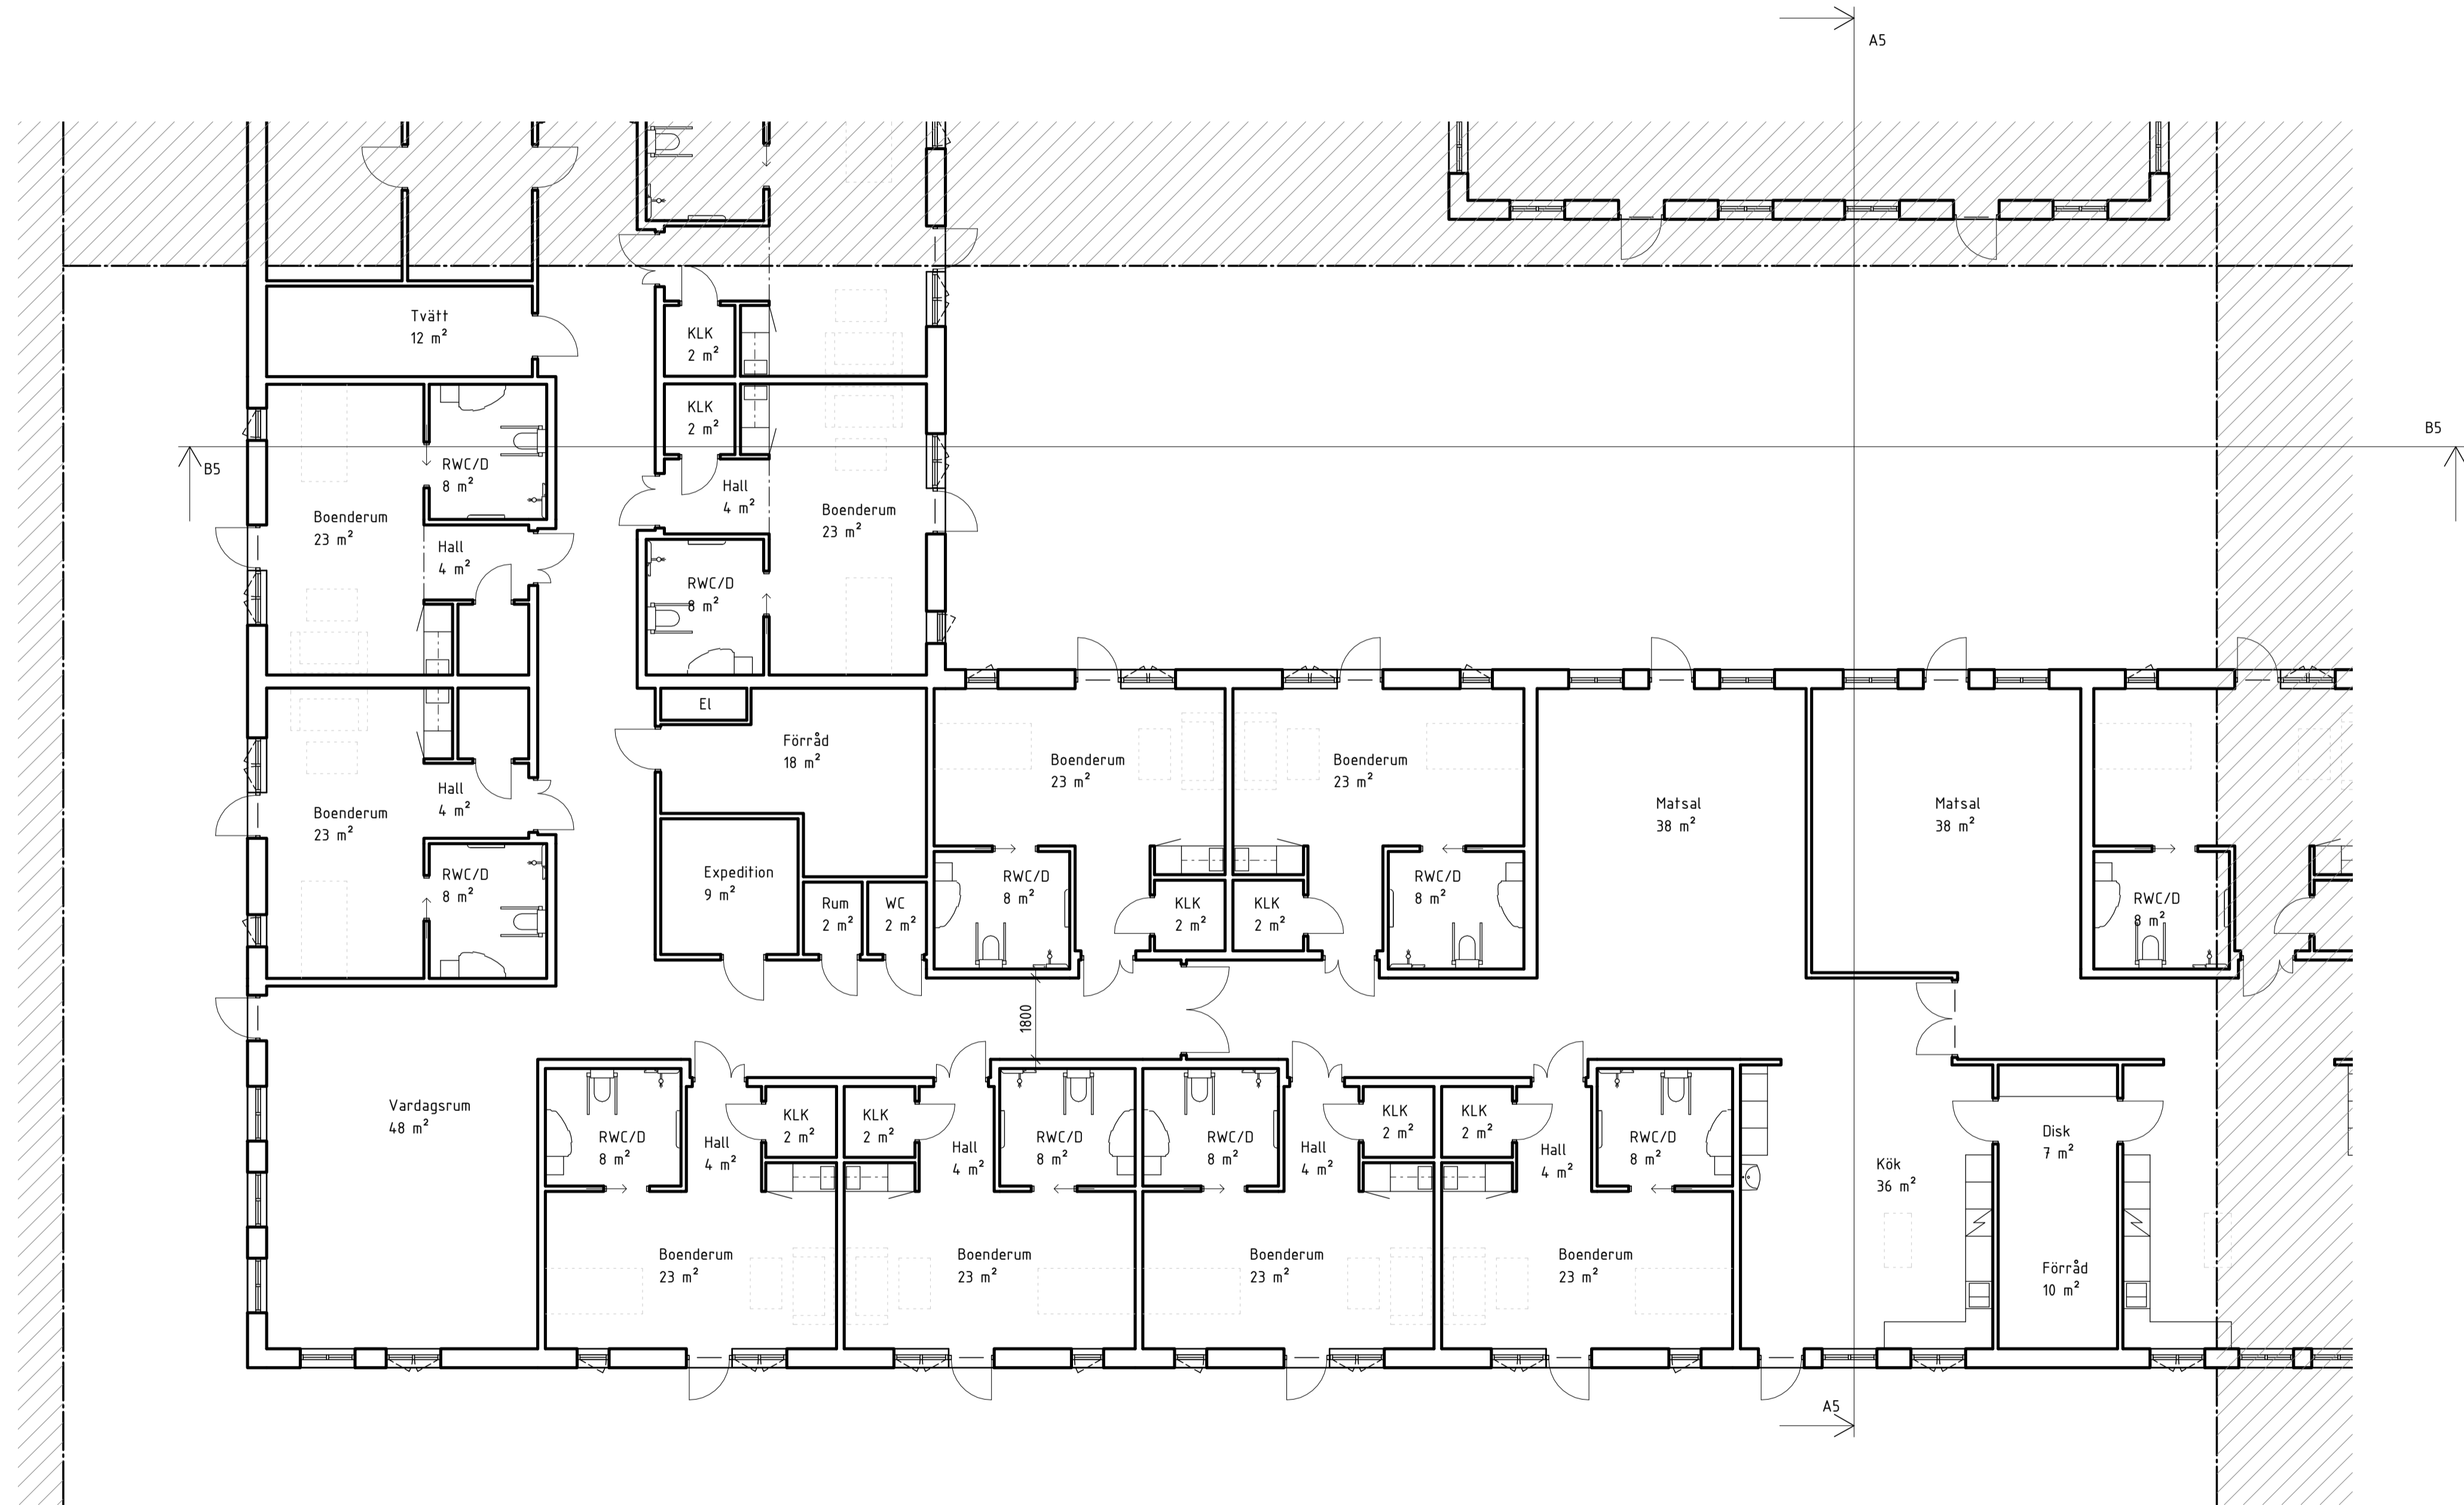 A5
Tvätt
12 m²
KLK
2 m²
KLK
2 m²
B5
B5
RWC/D
8 m²
Hall
4 m²
Boenderum
23 m²
Boenderum
23 m²
Hall
4 m²
RWC/D
8 m²
El
Förråd
18 m²
Boenderum
23 m²
Boenderum
23 m²
Hall
4 m²
Boenderum
23 m²
Matsal
38 m²
Matsal
38 m²
RWC/D
8 m²
Expedition
9 m²
Rum
2 m²
WC
2 m²
RWC/D
8 m²
KLK
2 m²
KLK
2 m²
RWC/D
8 m²
RWC/D
8 m²
1800
Vardagsrum
48 m²
RWC/D
8 m²
Hall
4 m²
KLK
2 m²
KLK
2 m²
Hall
4 m²
RWC/D
8 m²
RWC/D
8 m²
Hall
4 m²
KLK
2 m²
KLK
2 m²
Hall
4 m²
RWC/D
8 m²
Kök
36 m²
Disk
7 m²
Boenderum
23 m²
Boenderum
23 m²
Boenderum
23 m²
Boenderum
23 m²
Förråd
10 m²
A5